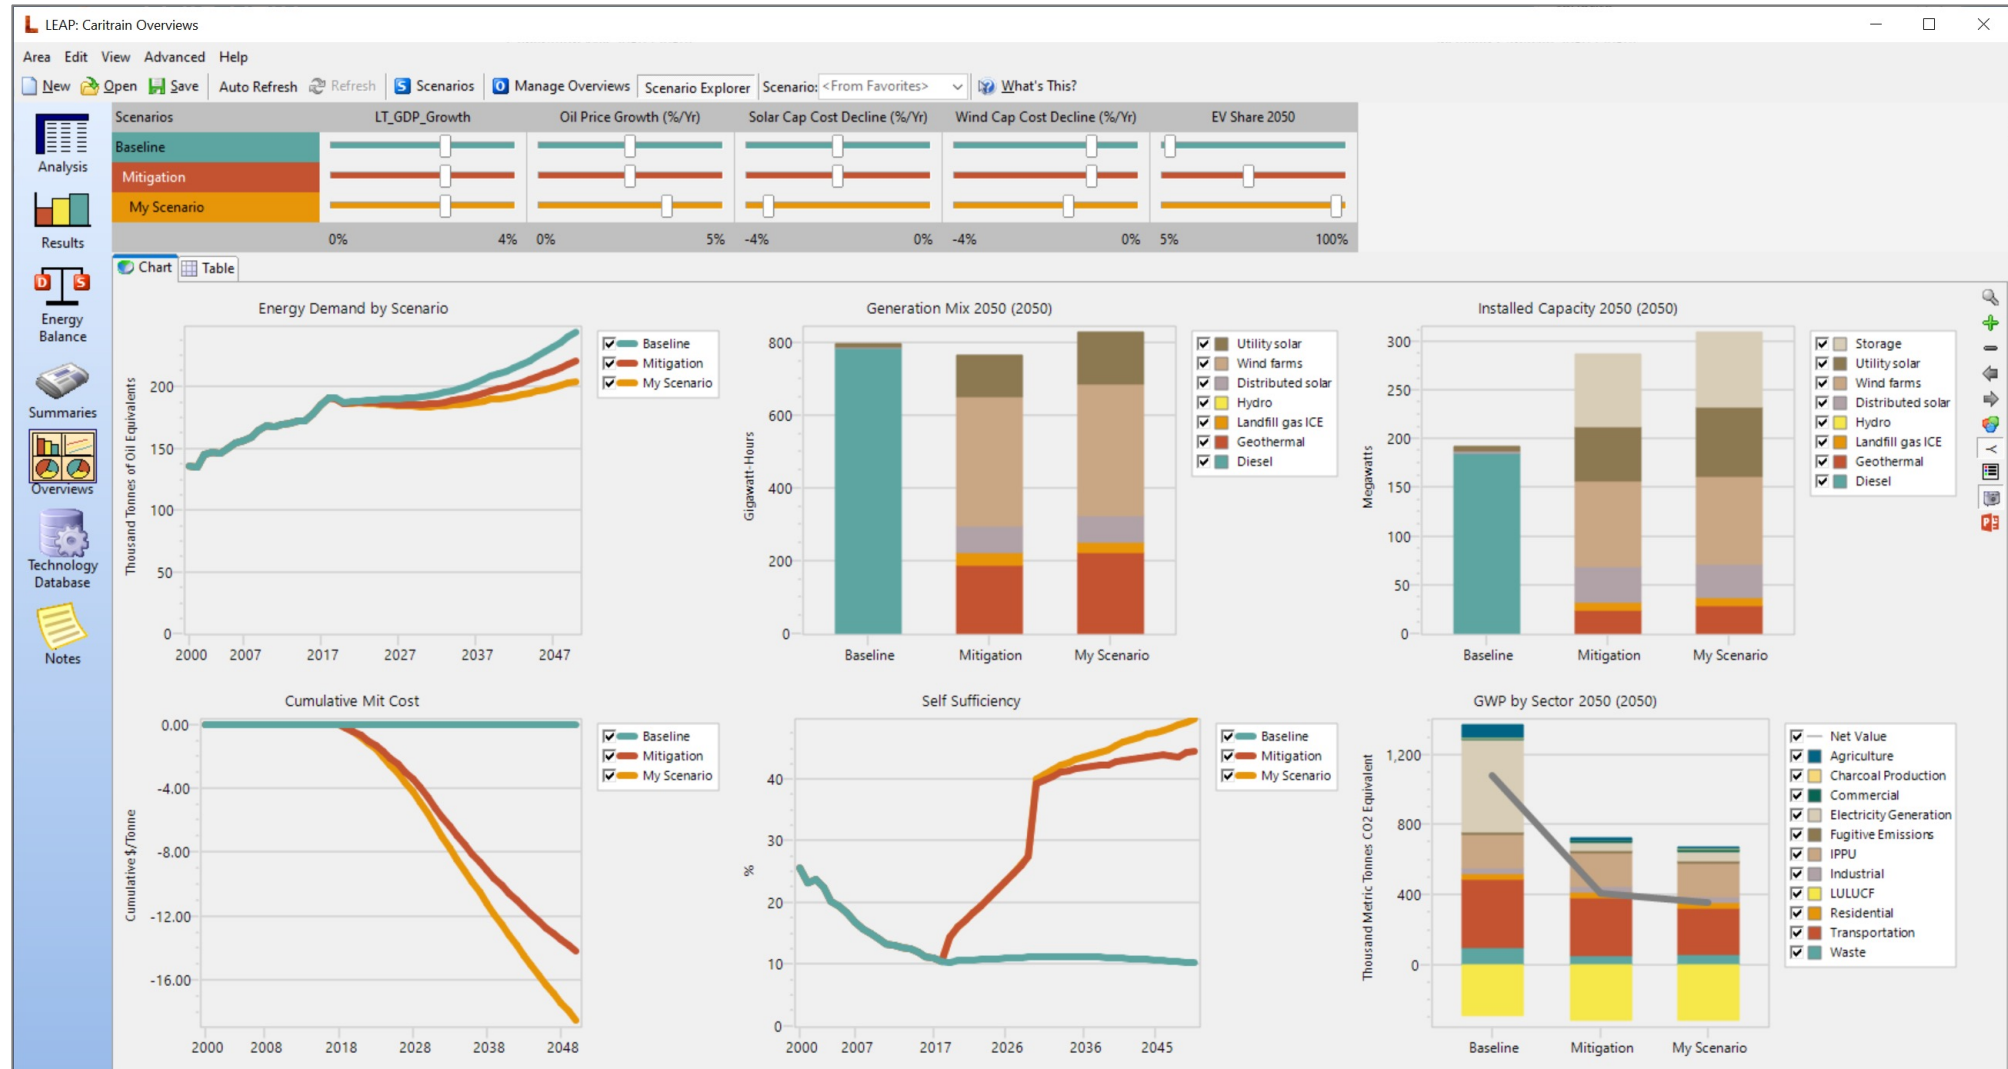 LEAP: Caritrain Overviews
Area Edit View Advanced Help
New Open Save Auto Refresh Refresh S Scenarios O Manage Overviews Scenario Explorer Scenario: <From Favorites> What's This?
Scenarios LT_GDP_Growth Oil Price Growth (%/Yr) Solar Cap Cost Decline (%/Yr) Wind Cap Cost Decline (%/Yr) EV Share 2050
Baseline
Mitigation
My Scenario
0% 4% 0% 5% -4% 0% -4% 0% 5% 100%
Analysis
Results
D S
Energy
Balance
Summaries
Overviews
Technology
Database
Notes
Chart Table
Energy Demand by Scenario
Thousand Tonnes of Oil Equivalents
200
150
100
50
0
2000 2007 2017 2027 2037 2047
Baseline
Mitigation
My Scenario
Generation Mix 2050 (2050)
Gigawatt-Hours
800
600
400
200
0
Baseline Mitigation My Scenario
Utility solar
Wind farms
Distributed solar
Hydro
Landfill gas ICE
Geothermal
Diesel
Installed Capacity 2050 (2050)
Megawatts
300
250
200
150
100
50
0
Baseline Mitigation My Scenario
Storage
Utility solar
Wind farms
Distributed solar
Hydro
Landfill gas ICE
Geothermal
Diesel
Cumulative Mit Cost
Cumulative $/Tonne
0.00
-4.00
-8.00
-12.00
-16.00
2000 2008 2018 2028 2038 2048
Baseline
Mitigation
My Scenario
Self Sufficiency
%
40
30
20
10
0
2000 2007 2017 2026 2036 2045
Baseline
Mitigation
My Scenario
GWP by Sector 2050 (2050)
Thousand Metric Tonnes CO2 Equivalent
1,200
800
400
0
Baseline Mitigation My Scenario
Net Value
Agriculture
Charcoal Production
Commercial
Electricity Generation
Fugitive Emissions
IPPU
Industrial
LULUCF
Residential
Transportation
Waste